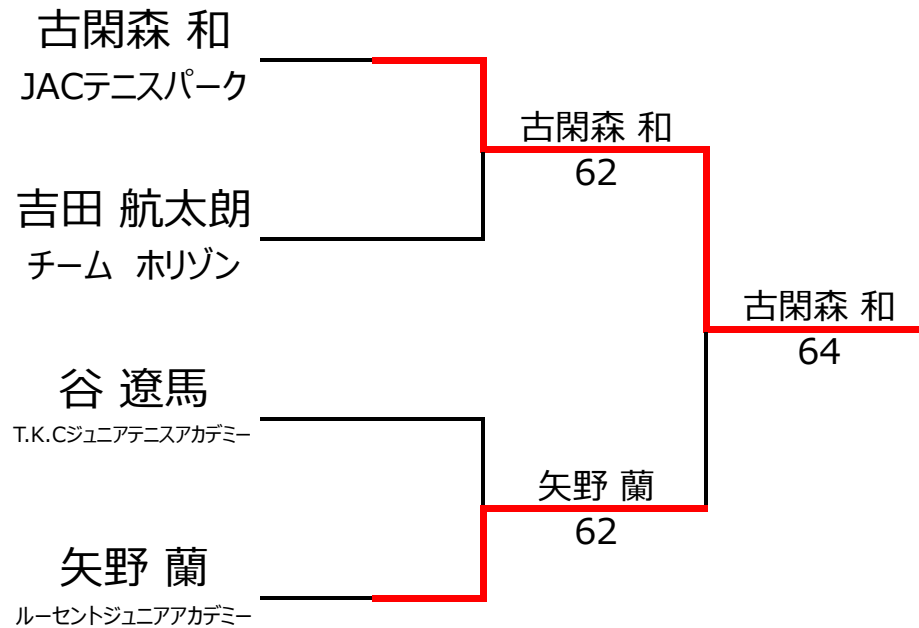 古閑森 和
JACテニスパーク
吉田 航太朗
チーム　ホリゾン
谷 遼馬
T.K.Cジュニアテニスアカデミー
矢野 蘭
ルーセントジュニアアカデミー
古閑森 和
62
矢野 蘭
62
古閑森 和
64